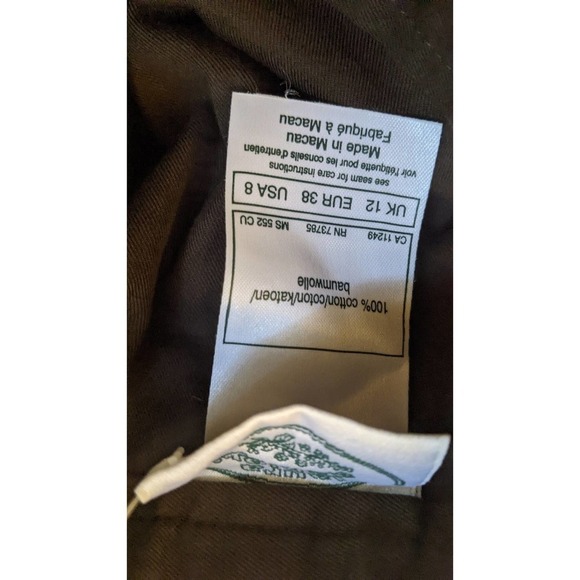 100% cotton/coton/katoen/
baumwolle
CA 11249 RN 73785 MS 552 CU
UK 12 EUR 38 USA 8
see seam for care instructions
voir l'étiquette pour les conseils d'entretien
Made in Macau
Fabriqué à Macau